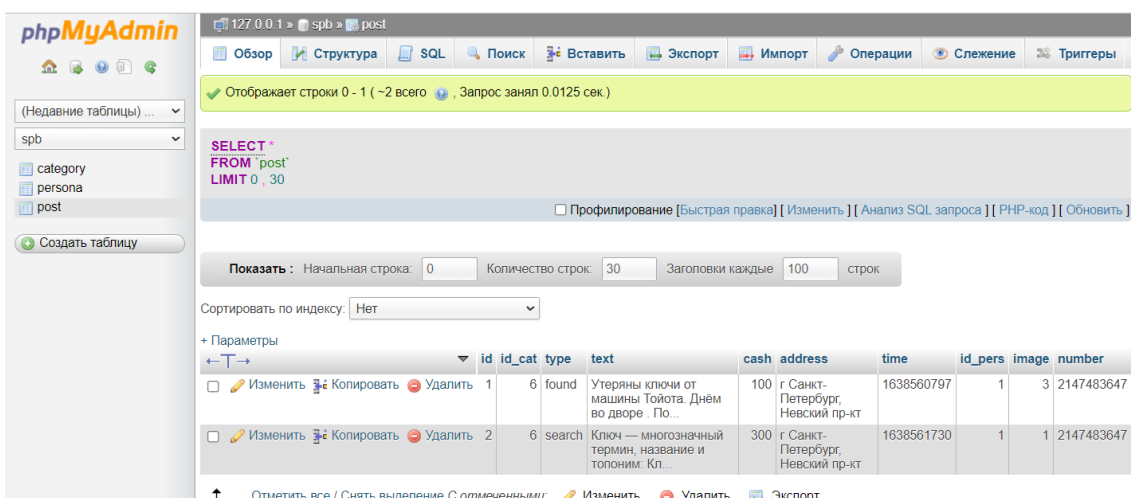 phpMyAdmin
127.0.0.1 » spb » post
Обзор Структура SQL Поиск Вставить Экспорт Импорт Операции Слежение Триггеры
(Недавние таблицы) ...
spb
category
persona
post
Создать таблицу
Отображает строки 0 - 1 ( ~2 всего , Запрос занял 0.0125 сек.)
SELECT *
FROM `post`
LIMIT 0 , 30
Профилирование [Быстрая правка] [ Изменить ] [ Анализ SQL запроса ] [ PHP-код ] [ Обновить ]
Показать : Начальная строка: 0 Количество строк: 30 Заголовки каждые 100 строк
Сортировать по индексу: Нет
+ Параметры
←T→ id id_cat type text cash address time id_pers image number
Изменить Копировать Удалить 1 6 found Утеряны ключи от 100 г Санкт- 1638560797 1 3 2147483647
машины Тойота. Днём Петербург,
во дворе . По... Невский пр-кт
Изменить Копировать Удалить 2 6 search Ключ — многозначный 300 г Санкт- 1638561730 1 1 2147483647
термин, название и Петербург,
топоним: Кл... Невский пр-кт
Отметить все / Снять выделение С отмеченными: Изменить Удалить Экспорт